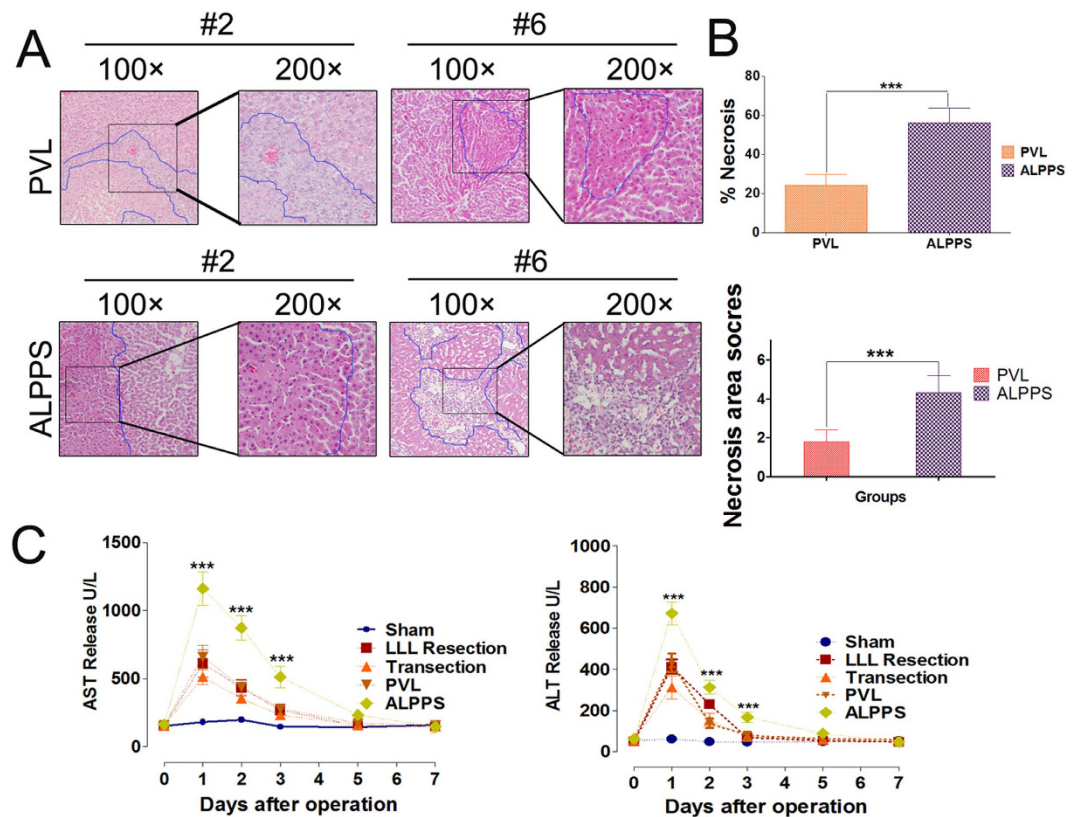 A
#2
#6
100×
200×
100×
200×
PVL
#2
#6
100×
200×
100×
200×
ALPPS
B
% Necrosis
80
60
40
20
0
***
PVL
ALPPS
PVL
ALPPS
Necrosis area socres
6
4
2
0
***
PVL
ALPPS
Groups
C
AST Release U/L
1500
1000
500
0
***
***
***
Sham
LLL Resection
Transection
PVL
ALPPS
0 1 2 3 4 5 6 7
Days after operation
ALT Release U/L
1000
800
600
400
200
0
***
***
***
Sham
LLL Resection
Transection
PVL
ALPPS
0 1 2 3 4 5 6 7
Days after operation